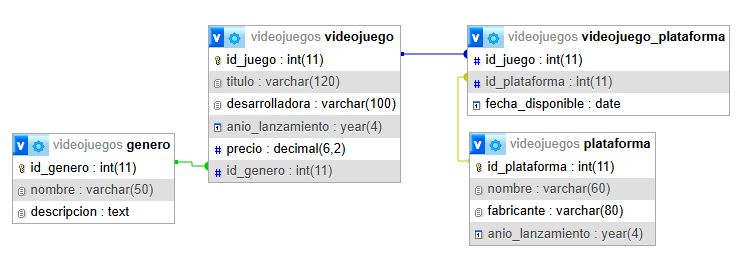 videojuegos videojuego
id_juego : int(11)
titulo : varchar(120)
desarrolladora : varchar(100)
anio_lanzamiento : year(4)
precio : decimal(6,2)
id_genero : int(11)
videojuegos videojuego_plataforma
id_juego : int(11)
id_plataforma : int(11)
fecha_disponible : date
videojuegos genero
id_genero : int(11)
nombre : varchar(50)
descripcion : text
videojuegos plataforma
id_plataforma : int(11)
nombre : varchar(60)
fabricante : varchar(80)
anio_lanzamiento : year(4)